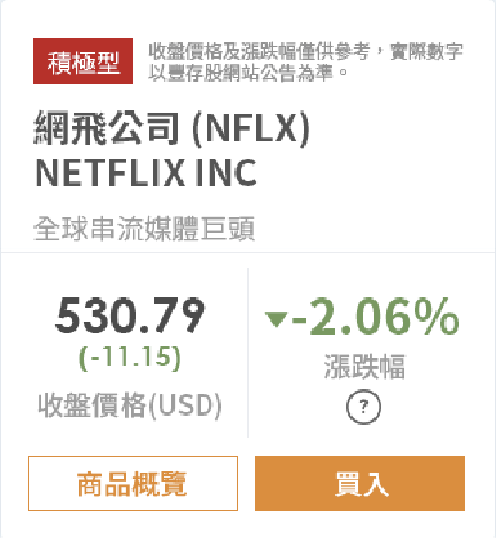 積極型
收盤價格及漲跌幅僅供參考，實際數字
以豐存股網站公告為準。
網飛公司 (NFLX)
NETFLIX INC
全球串流媒體巨頭
530.79
(-11.15)
收盤價格(USD)
▼-2.06%
漲跌幅
?
商品概覽
買入